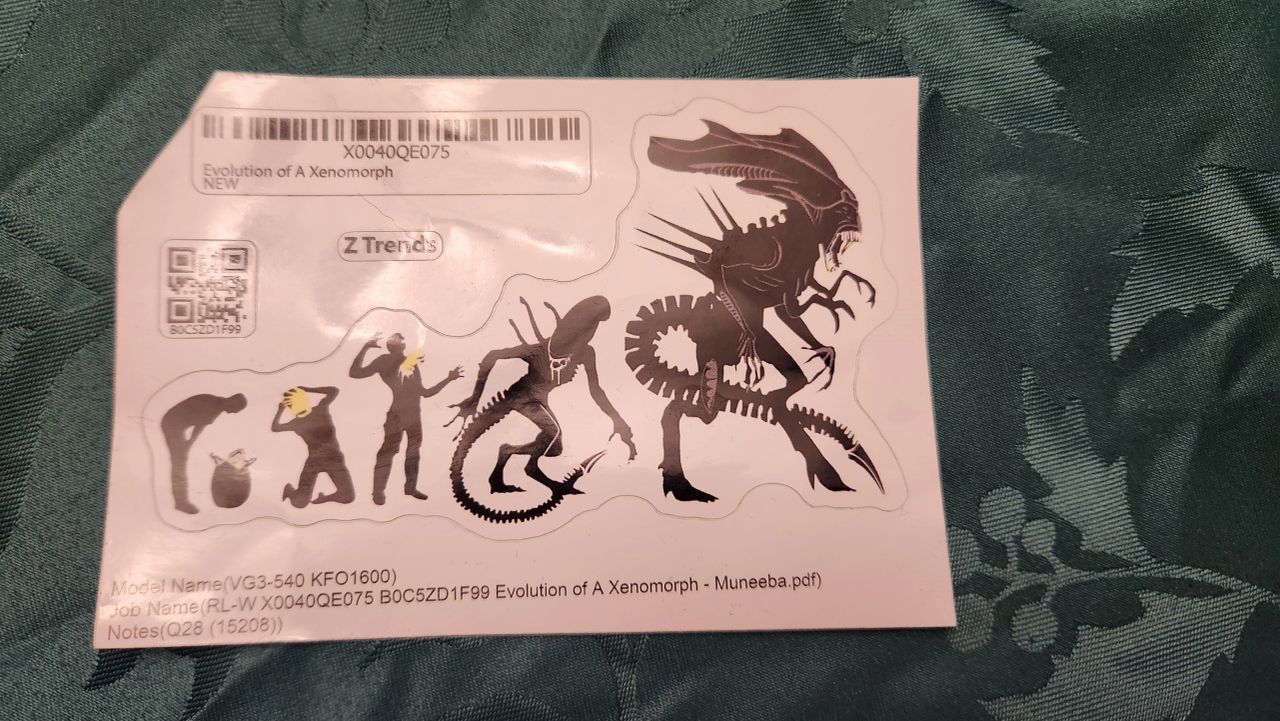 X0040QE075
Evolution of A Xenomorph
NEW
Z Trends
B0C5ZD1F99
Model Name(VG3-540 KFO1600)
Job Name(RL-W X0040QE075 B0C5ZD1F99 Evolution of A Xenomorph - Muneeba.pdf)
Notes(Q28 (15208))